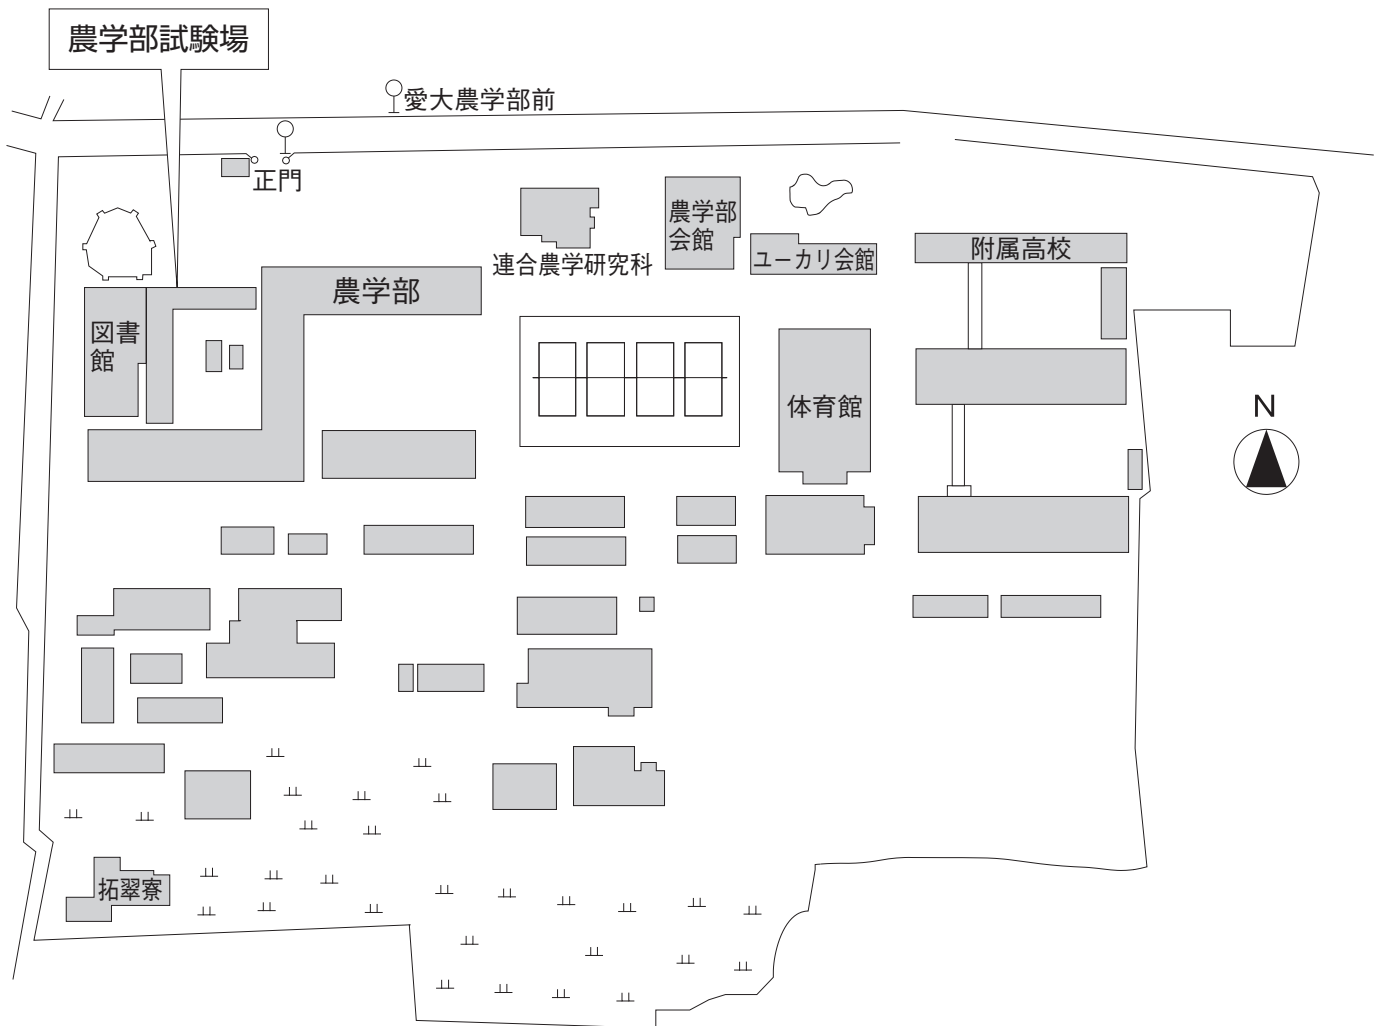 農学部試験場
愛大農学部前
正門
農学部
会館
連合農学研究科
ユーカリ会館
附属高校
農学部
図書
館
体育館
N
拓翠寮